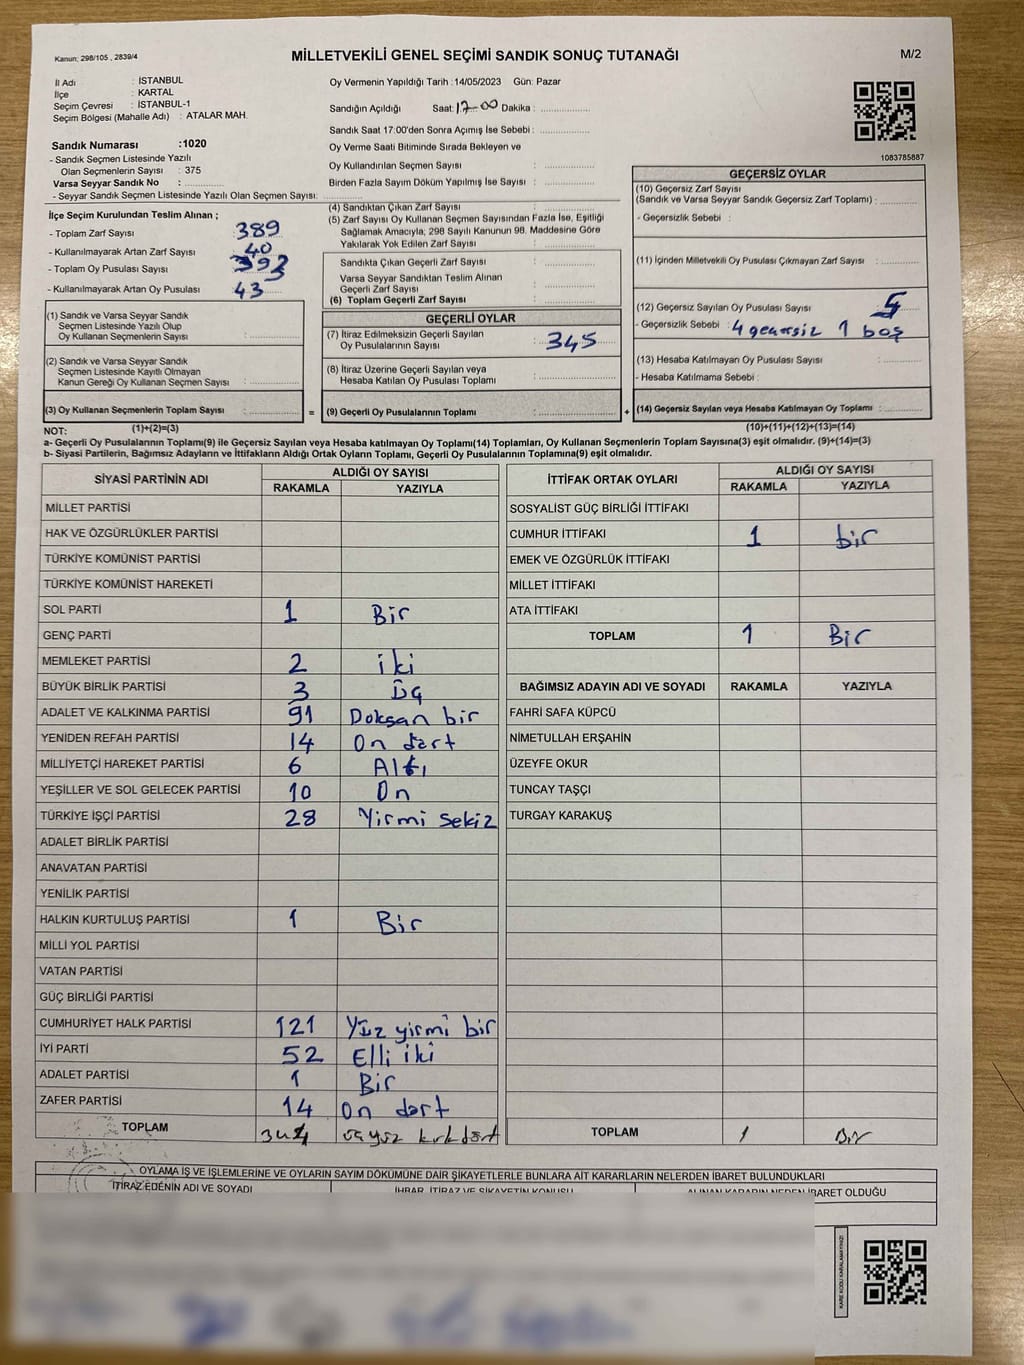 Kanun: 298/105 , 2839/4
MİLLETVEKİLİ GENEL SEÇİMİ SANDIK SONUÇ TUTANAĞI
M/2
İl Adı : İSTANBUL
İlçe : KARTAL
Seçim Çevresi : İSTANBUL-1
Seçim Bölgesi (Mahalle Adı) : ATALAR MAH.
Sandık Numarası :1020
- Sandık Seçmen Listesinde Yazılı
Olan Seçmenlerin Sayısı : 375
Varsa Seyyar Sandık No :
- Seyyar Sandık Seçmen Listesinde Yazılı Olan Seçmen Sayısı:
Oy Vermenin Yapıldığı Tarih :14/05/2023 Gün: Pazar
Sandığın Açıldığı Saat: 17.00 Dakika :
Sandık Saat 17:00'den Sonra Açımış İse Sebebi :
Oy Verme Saati Bitiminde Sırada Bekleyen ve
Oy Kullandırılan Seçmen Sayısı :
Birden Fazla Sayım Döküm Yapılmış İse Sayısı :
1083785887
İlçe Seçim Kurulundan Teslim Alınan ;
- Toplam Zarf Sayısı 389
- Kullanılmayarak Artan Zarf Sayısı 40
- Toplam Oy Pusulası Sayısı 393
- Kullanılmayarak Artan Oy Pusulası 43
(1) Sandık ve Varsa Seyyar Sandık
Seçmen Listesinde Yazılı Olup
Oy Kullanan Seçmenlerin Sayısı :
(2) Sandık ve Varsa Seyyar Sandık
Seçmen Listesinde Kayıtlı Olmayan
Kanun Gereği Oy Kullanan Seçmen Sayısı :
(3) Oy Kullanan Seçmenlerin Toplam Sayısı :
(4) Sandıktan Çıkan Zarf Sayısı :
(5) Zarf Sayısı Oy Kullanan Seçmen Sayısından Fazla İse, Eşitliği
Sağlamak Amacıyla; 298 Sayılı Kanunun 98. Maddesine Göre
Yakılarak Yok Edilen Zarf Sayısı :
Sandıkta Çıkan Geçerli Zarf Sayısı :
Varsa Seyyar Sandıktan Teslim Alınan
Geçerli Zarf Sayısı :
(6) Toplam Geçerli Zarf Sayısı :
GEÇERLİ OYLAR
(7) İtiraz Edilmeksizin Geçerli Sayılan
Oy Pusulalarının Sayısı : 345
(8) İtiraz Üzerine Geçerli Sayılan veya
Hesaba Katılan Oy Pusulası Toplamı :
= (9) Geçerli Oy Pusulalarının Toplamı : +
GEÇERSİZ OYLAR
(10) Geçersiz Zarf Sayısı
(Sandık ve Varsa Seyyar Sandık Geçersiz Zarf Toplamı) :
- Geçersizlik Sebebi :
(11) İçinden Milletvekili Oy Pusulası Çıkmayan Zarf Sayısı :
(12) Geçersiz Sayılan Oy Pusulası Sayısı 5
- Geçersizlik Sebebi : 4 geçersiz 1 boş
(13) Hesaba Katılmayan Oy Pusulası Sayısı :
- Hesaba Katılmama Sebebi :
(14) Geçersiz Sayılan veya Hesaba Katılmayan Oy Toplamı :
NOT: (1)+(2)=(3) (10)+(11)+(12)+(13)=(14)
a- Geçerli Oy Pusulalarının Toplamı(9) ile Geçersiz Sayılan veya Hesaba katılmayan Oy Toplamı(14) Toplamları, Oy Kullanan Seçmenlerin Toplam Sayısına(3) eşit olmalıdır. (9)+(14)=(3)
b- Siyasi Partilerin, Bağımsız Adayların ve İttifakların Aldığı Ortak Oyların Toplamı, Geçerli Oy Pusulalarının Toplamına(9) eşit olmalıdır.
SİYASİ PARTİNİN ADI ALDIĞI OY SAYISI
RAKAMLA YAZIYLA
MİLLET PARTİSİ
HAK VE ÖZGÜRLÜKLER PARTİSİ
TÜRKİYE KOMÜNİST PARTİSİ
TÜRKİYE KOMÜNİST HAREKETİ
SOL PARTİ 1 Bir
GENÇ PARTİ
MEMLEKET PARTİSİ 2 iki
BÜYÜK BİRLİK PARTİSİ 3 Üç
ADALET VE KALKINMA PARTİSİ 91 Doksan bir
YENİDEN REFAH PARTİSİ 14 On dört
MİLLİYETÇİ HAREKET PARTİSİ 6 Altı
YEŞİLLER VE SOL GELECEK PARTİSİ 10 On
TÜRKİYE İŞÇİ PARTİSİ 28 Yirmi sekiz
ADALET BİRLİK PARTİSİ
ANAVATAN PARTİSİ
YENİLİK PARTİSİ
HALKIN KURTULUŞ PARTİSİ 1 Bir
MİLLİ YOL PARTİSİ
VATAN PARTİSİ
GÜÇ BİRLİĞİ PARTİSİ
CUMHURİYET HALK PARTİSİ 121 Yüz yirmi bir
İYİ PARTİ 52 Elli iki
ADALET PARTİSİ 1 Bir
ZAFER PARTİSİ 14 On dört
TOPLAM 344 üçyüz kırkdört
İTTİFAK ORTAK OYLARI ALDIĞI OY SAYISI
RAKAMLA YAZIYLA
SOSYALİST GÜÇ BİRLİĞİ İTTİFAKI
CUMHUR İTTİFAKI 1 bir
EMEK VE ÖZGÜRLÜK İTTİFAKI
MİLLET İTTİFAKI
ATA İTTİFAKI
TOPLAM 1 Bir
BAĞIMSIZ ADAYIN ADI VE SOYADI RAKAMLA YAZIYLA
FAHRİ SAFA KÜPCÜ
NİMETULLAH ERŞAHİN
ÜZEYFE OKUR
TUNCAY TAŞÇI
TURGAY KARAKUŞ
TOPLAM 1 Bir
OYLAMA İŞ VE İŞLEMLERİNE VE OYLARIN SAYIM DÖKÜMÜNE DAİR ŞİKAYETLERLE BUNLARA AİT KARARLARIN NELERDEN İBARET BULUNDUKLARI
İTİRAZ EDENİN ADI VE SOYADI İHBAR, İTİRAZ VE ŞİKAYETİN KONUSU ALINAN KARARIN NEDEN İBARET OLDUĞU
KARE KODU KARALAMAYINIZ!